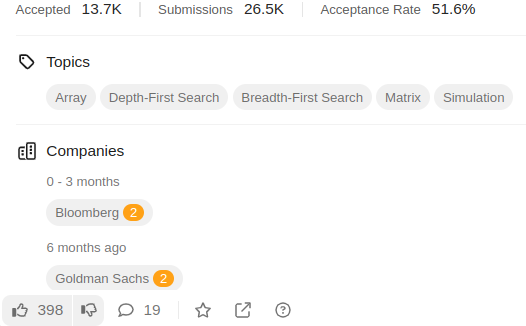 Accepted 13.7K Submissions 26.5K Acceptance Rate 51.6%
Topics
Array Depth-First Search Breadth-First Search Matrix Simulation
Companies
0 - 3 months
Bloomberg 2
6 months ago
Goldman Sachs 2
398 19